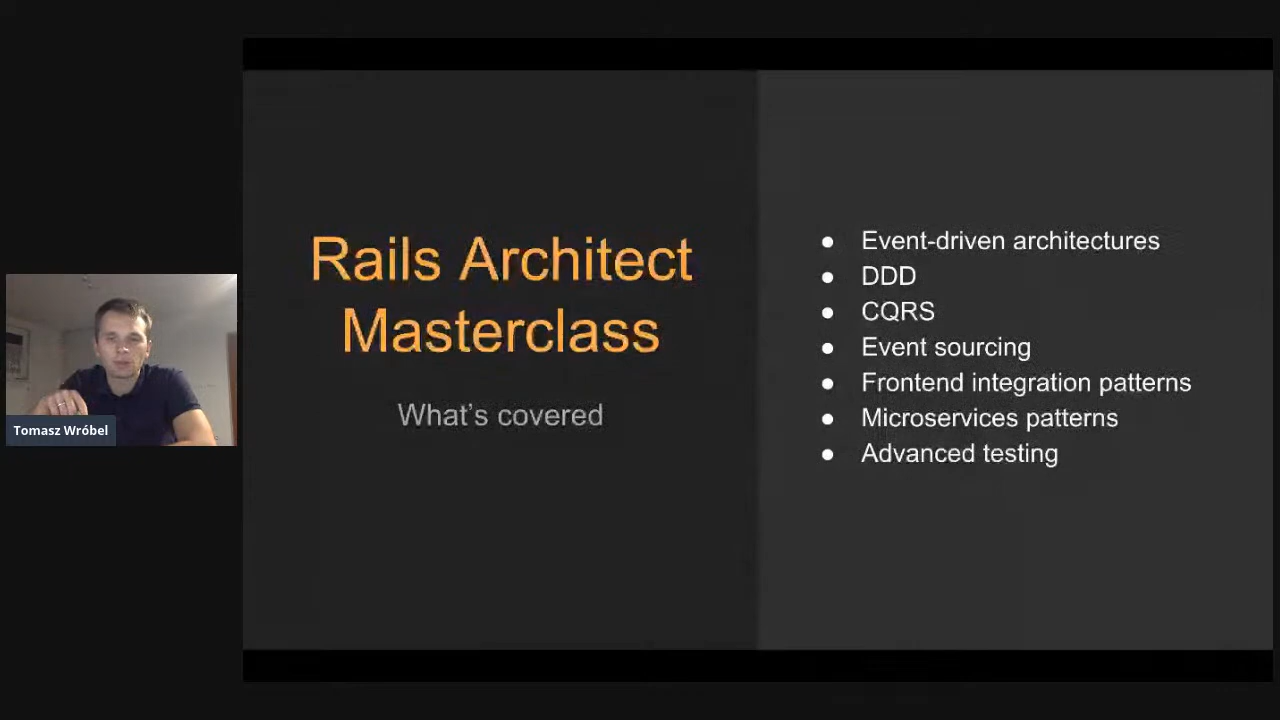 Rails Architect
Masterclass
What's covered
● Event-driven architectures
● DDD
● CQRS
● Event sourcing
● Frontend integration patterns
● Microservices patterns
● Advanced testing
Tomasz Wróbel